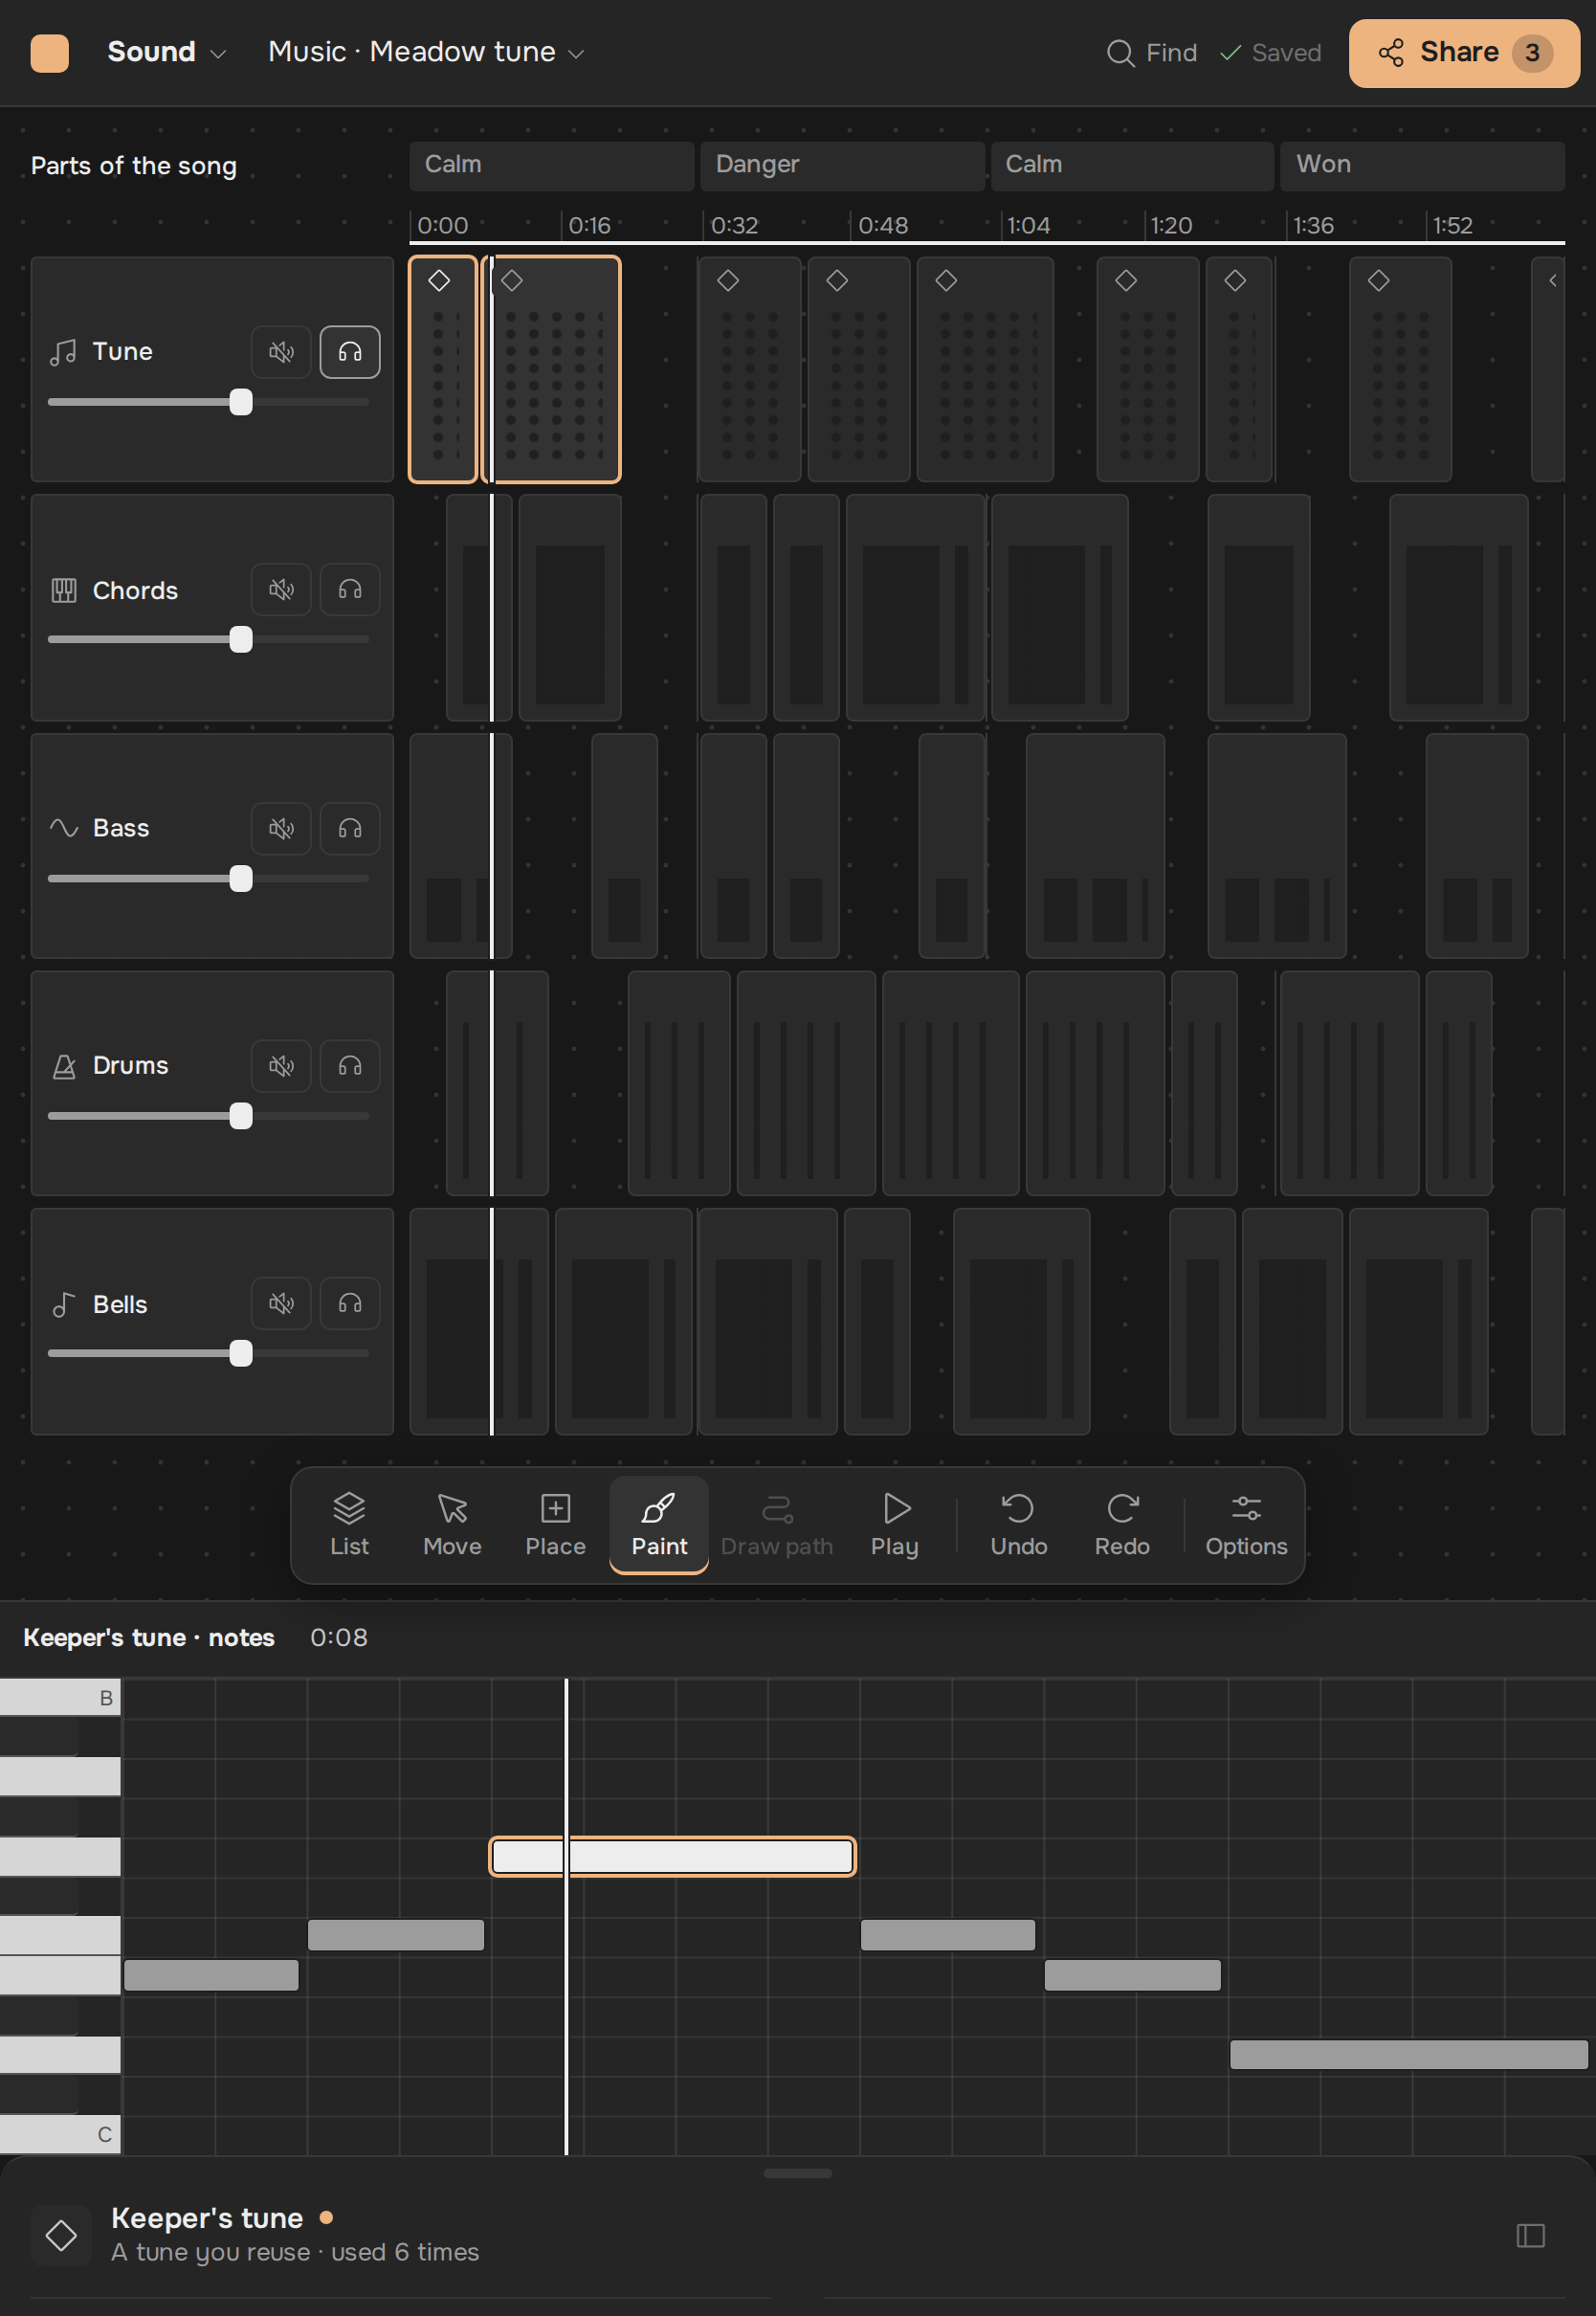 Sound
Music · Meadow tune
Find
Saved
Share 3
Parts of the song
Calm
Danger
Calm
Won
0:00
0:16
0:32
0:48
1:04
1:20
1:36
1:52
Tune
Chords
Bass
Drums
Bells
List
Move
Place
Paint
Draw path
Play
Undo
Redo
Options
Keeper's tune · notes
0:08
B
C
Keeper's tune
A tune you reuse · used 6 times